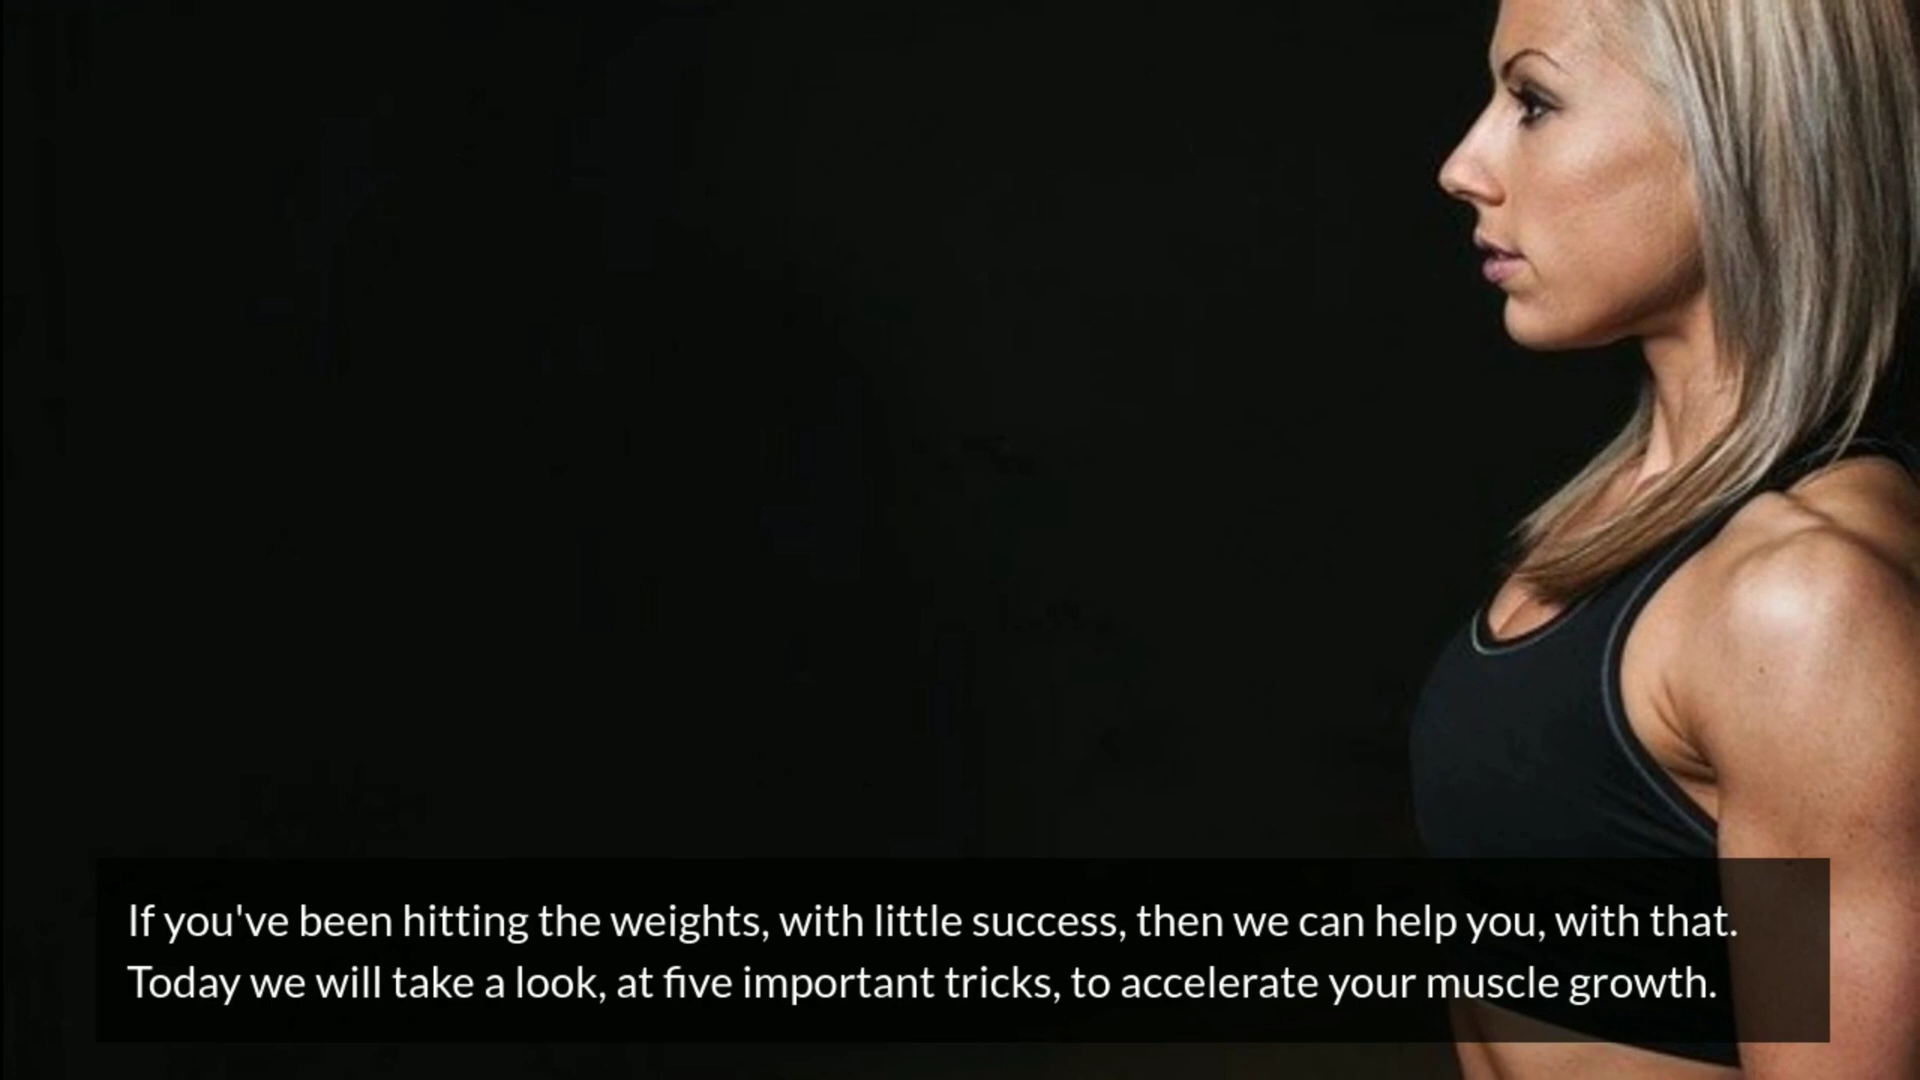 If you've been hitting the weights, with little success, then we can help you, with that.
Today we will take a look, at five important tricks, to accelerate your muscle growth.